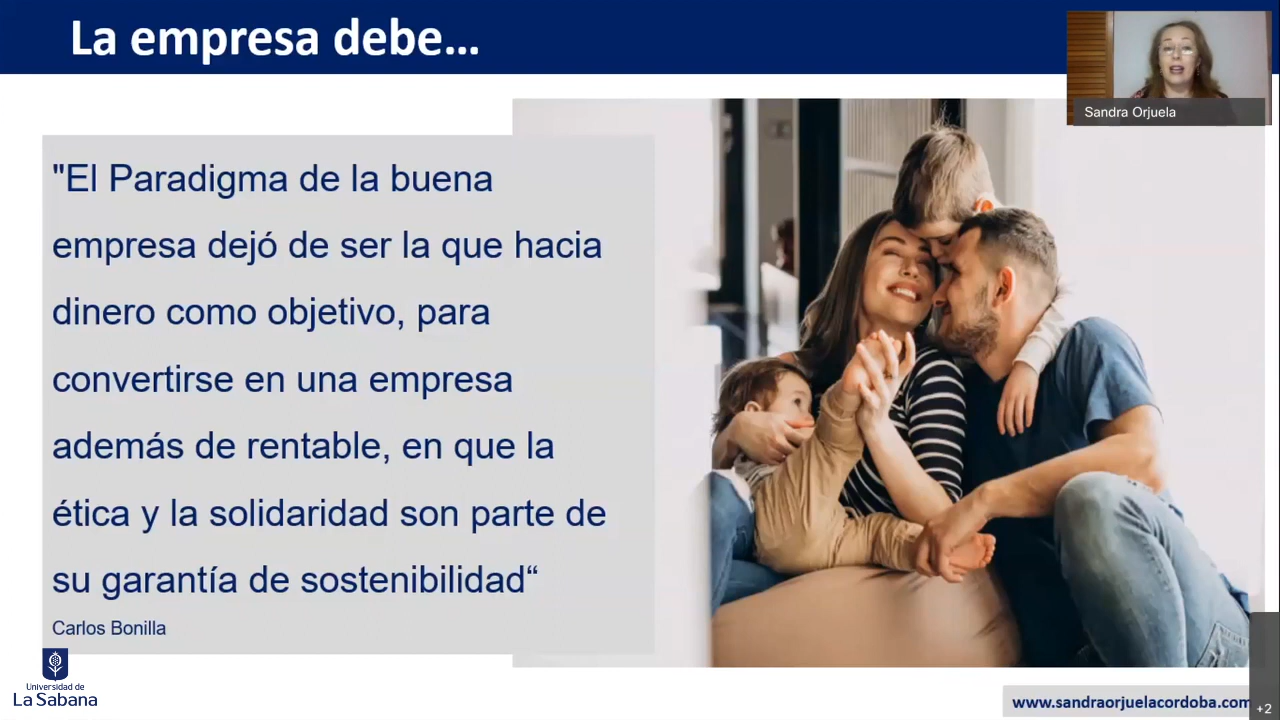 La empresa debe...
Sandra Orjuela
"El Paradigma de la buena
empresa dejó de ser la que hacia
dinero como objetivo, para
convertirse en una empresa
además de rentable, en que la
ética y la solidaridad son parte de
su garantía de sostenibilidad“
Carlos Bonilla
Universidad de
La Sabana
www.sandraorjuelacordoba.com
+2